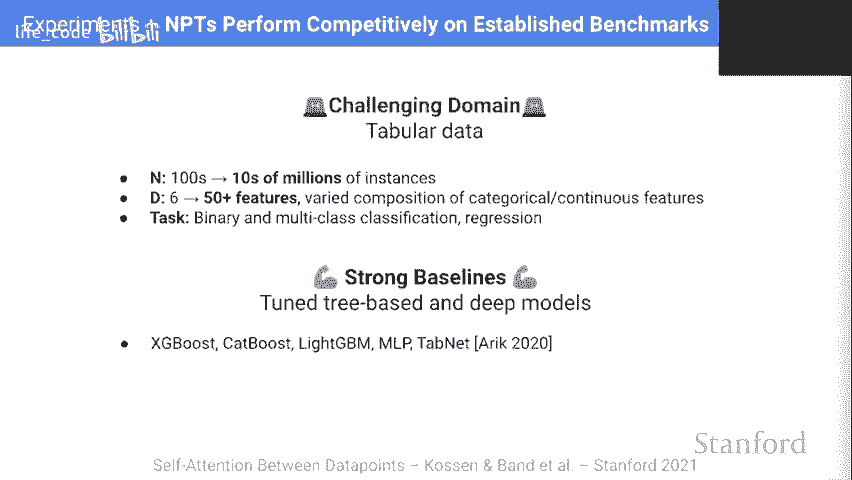 Experiments - NPTs Perform Competitively on Established Benchmarks
life_code bilibili
Challenging Domain
Tabular data
● N: 100s → 10s of millions of instances
● D: 6 → 50+ features, varied composition of categorical/continuous features
● Task: Binary and multi-class classification, regression
Strong Baselines
Tuned tree-based and deep models
● XGBoost, CatBoost, LightGBM, MLP, TabNet [Arik 2020]
Stanford
Self-Attention Between Datapoints – Kossen & Band et al. – Stanford 2021